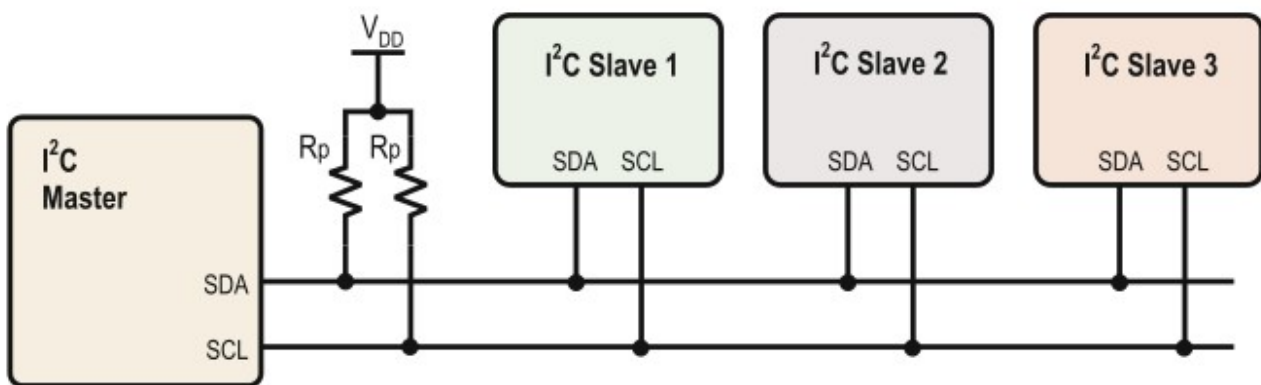 V_DD
I²C Slave 1
I²C Slave 2
I²C Slave 3
I²C
Master
Rp
Rp
SDA
SCL
SDA
SCL
SDA
SCL
SDA
SCL